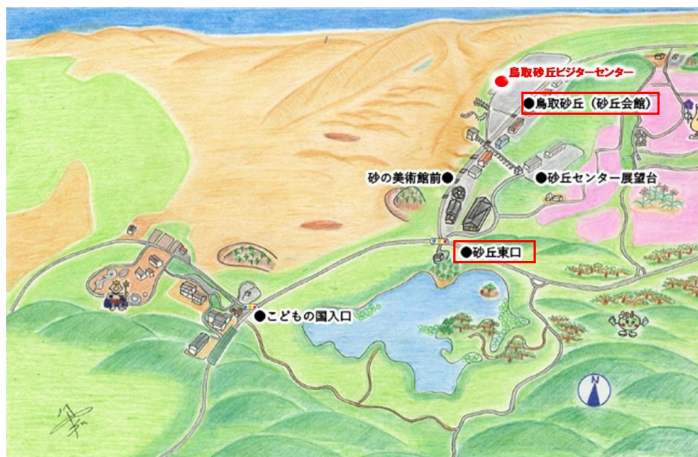 鳥取砂丘ビジターセンター
●鳥取砂丘（砂丘会館）
砂の美術館前●
●砂丘センター展望台
●砂丘東口
●こどもの国入口
N